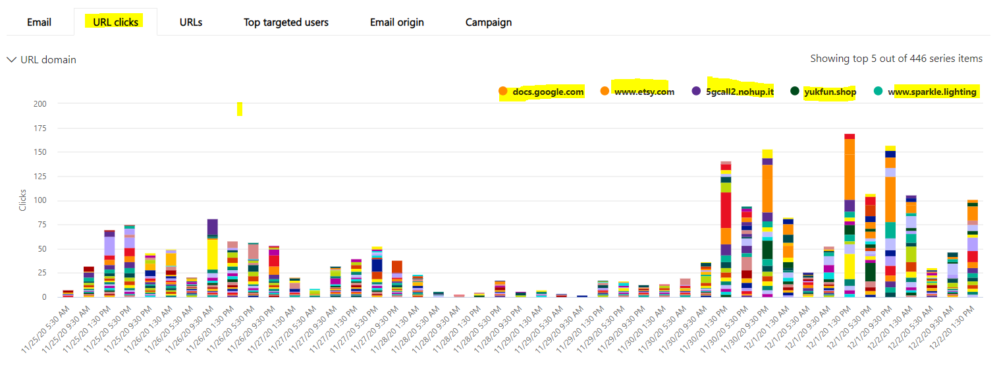 Email URL clicks URLs Top targeted users Email origin Campaign
URL domain Showing top 5 out of 446 series items
docs.google.com www.etsy.com 5gcall2.nohup.it yukfun.shop www.sparkle.lighting
200
175
150
125
100
75
50
25
0
Clicks
11/25/20 5:30 AM
11/25/20 9:30 AM
11/25/20 1:30 PM
11/25/20 5:30 PM
11/25/20 9:30 PM
11/26/20 1:30 AM
11/26/20 5:30 AM
11/26/20 9:30 AM
11/26/20 1:30 PM
11/26/20 5:30 PM
11/26/20 9:30 PM
11/27/20 1:30 AM
11/27/20 5:30 AM
11/27/20 9:30 AM
11/27/20 1:30 PM
11/27/20 5:30 PM
11/27/20 9:30 PM
11/28/20 1:30 AM
11/28/20 5:30 AM
11/28/20 9:30 AM
11/28/20 1:30 PM
11/28/20 5:30 PM
11/28/20 9:30 PM
11/29/20 1:30 AM
11/29/20 5:30 AM
11/29/20 9:30 AM
11/29/20 1:30 PM
11/29/20 5:30 PM
11/29/20 9:30 PM
11/30/20 1:30 AM
11/30/20 5:30 AM
11/30/20 9:30 AM
11/30/20 1:30 PM
11/30/20 5:30 PM
11/30/20 9:30 PM
12/1/20 1:30 AM
12/1/20 5:30 AM
12/1/20 9:30 AM
12/1/20 1:30 PM
12/1/20 5:30 PM
12/1/20 9:30 PM
12/2/20 1:30 AM
12/2/20 5:30 AM
12/2/20 9:30 AM
12/2/20 1:30 PM